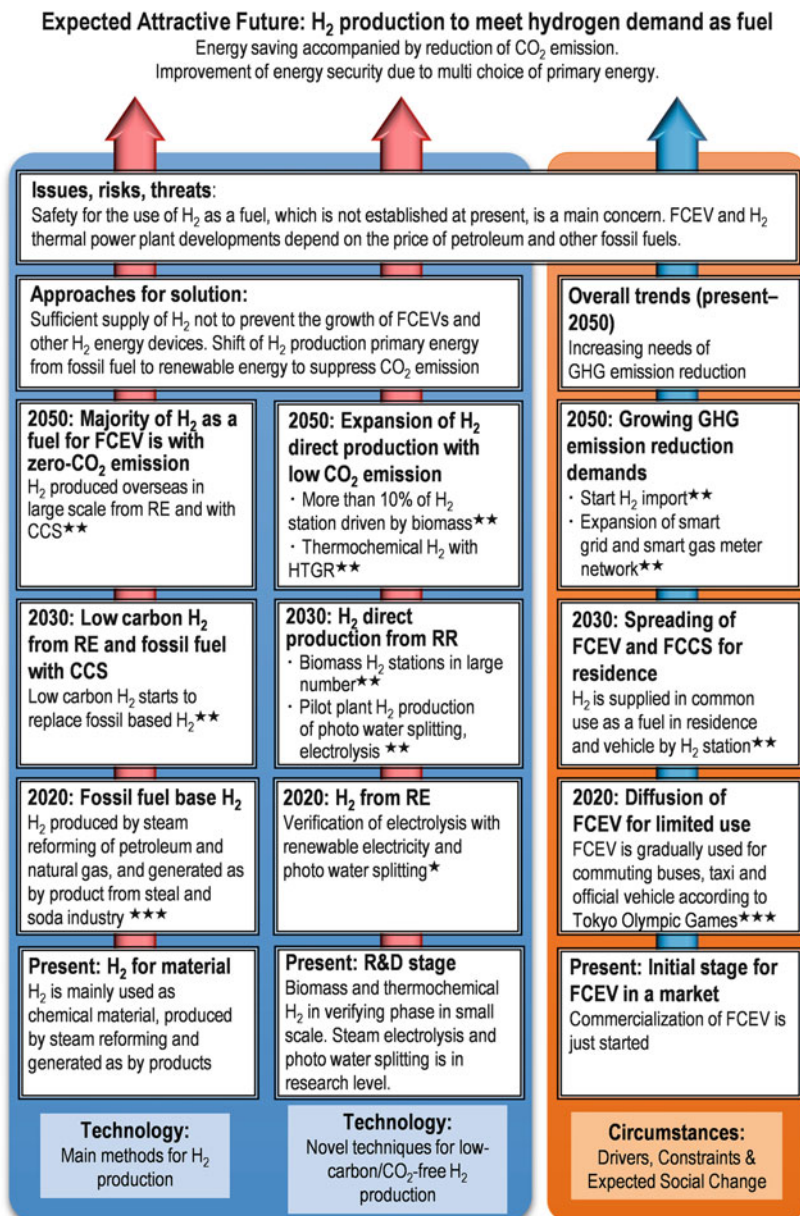 Expected Attractive Future: H₂ production to meet hydrogen demand as fuel
Energy saving accompanied by reduction of CO₂ emission.
Improvement of energy security due to multi choice of primary energy.
Issues, risks, threats:
Safety for the use of H₂ as a fuel, which is not established at present, is a main concern. FCEV and H₂
thermal power plant developments depend on the price of petroleum and other fossil fuels.
Approaches for solution:
Sufficient supply of H₂ not to prevent the growth of FCEVs and
other H₂ energy devices. Shift of H₂ production primary energy
from fossil fuel to renewable energy to suppress CO₂ emission
Overall trends (present–
2050)
Increasing needs of
GHG emission reduction
2050: Majority of H₂ as a
fuel for FCEV is with
zero-CO₂ emission
H₂ produced overseas in
large scale from RE and with
CCS★★
2050: Expansion of H₂
direct production with
low CO₂ emission
· More than 10% of H₂
station driven by biomass★★
· Thermochemical H₂ with
HTGR★★
2050: Growing GHG
emission reduction
demands
· Start H₂ import★★
· Expansion of smart
grid and smart gas meter
network★★
2030: Low carbon H₂
from RE and fossil fuel
with CCS
Low carbon H₂ starts to
replace fossil based H₂★★
2030: H₂ direct
production from RR
· Biomass H₂ stations in large
number★★
· Pilot plant H₂ production
of photo water splitting,
electrolysis ★★
2030: Spreading of
FCEV and FCCS for
residence
H₂ is supplied in common
use as a fuel in residence
and vehicle by H₂ station★★
2020: Fossil fuel base H₂
H₂ produced by steam
reforming of petroleum and
natural gas, and generated as
by product from steal and
soda industry ★★★
2020: H₂ from RE
Verification of electrolysis with
renewable electricity and
photo water splitting★
2020: Diffusion of
FCEV for limited use
FCEV is gradually used for
commuting buses, taxi and
official vehicle according to
Tokyo Olympic Games★★★
Present: H₂ for material
H₂ is mainly used as
chemical material, produced
by steam reforming and
generated as by products
Present: R&D stage
Biomass and thermochemical
H₂ in verifying phase in small
scale. Steam electrolysis and
photo water splitting is in
research level.
Present: Initial stage for
FCEV in a market
Commercialization of FCEV is
just started
Technology:
Main methods for H₂
production
Technology:
Novel techniques for low-
carbon/CO₂-free H₂
production
Circumstances:
Drivers, Constraints &
Expected Social Change